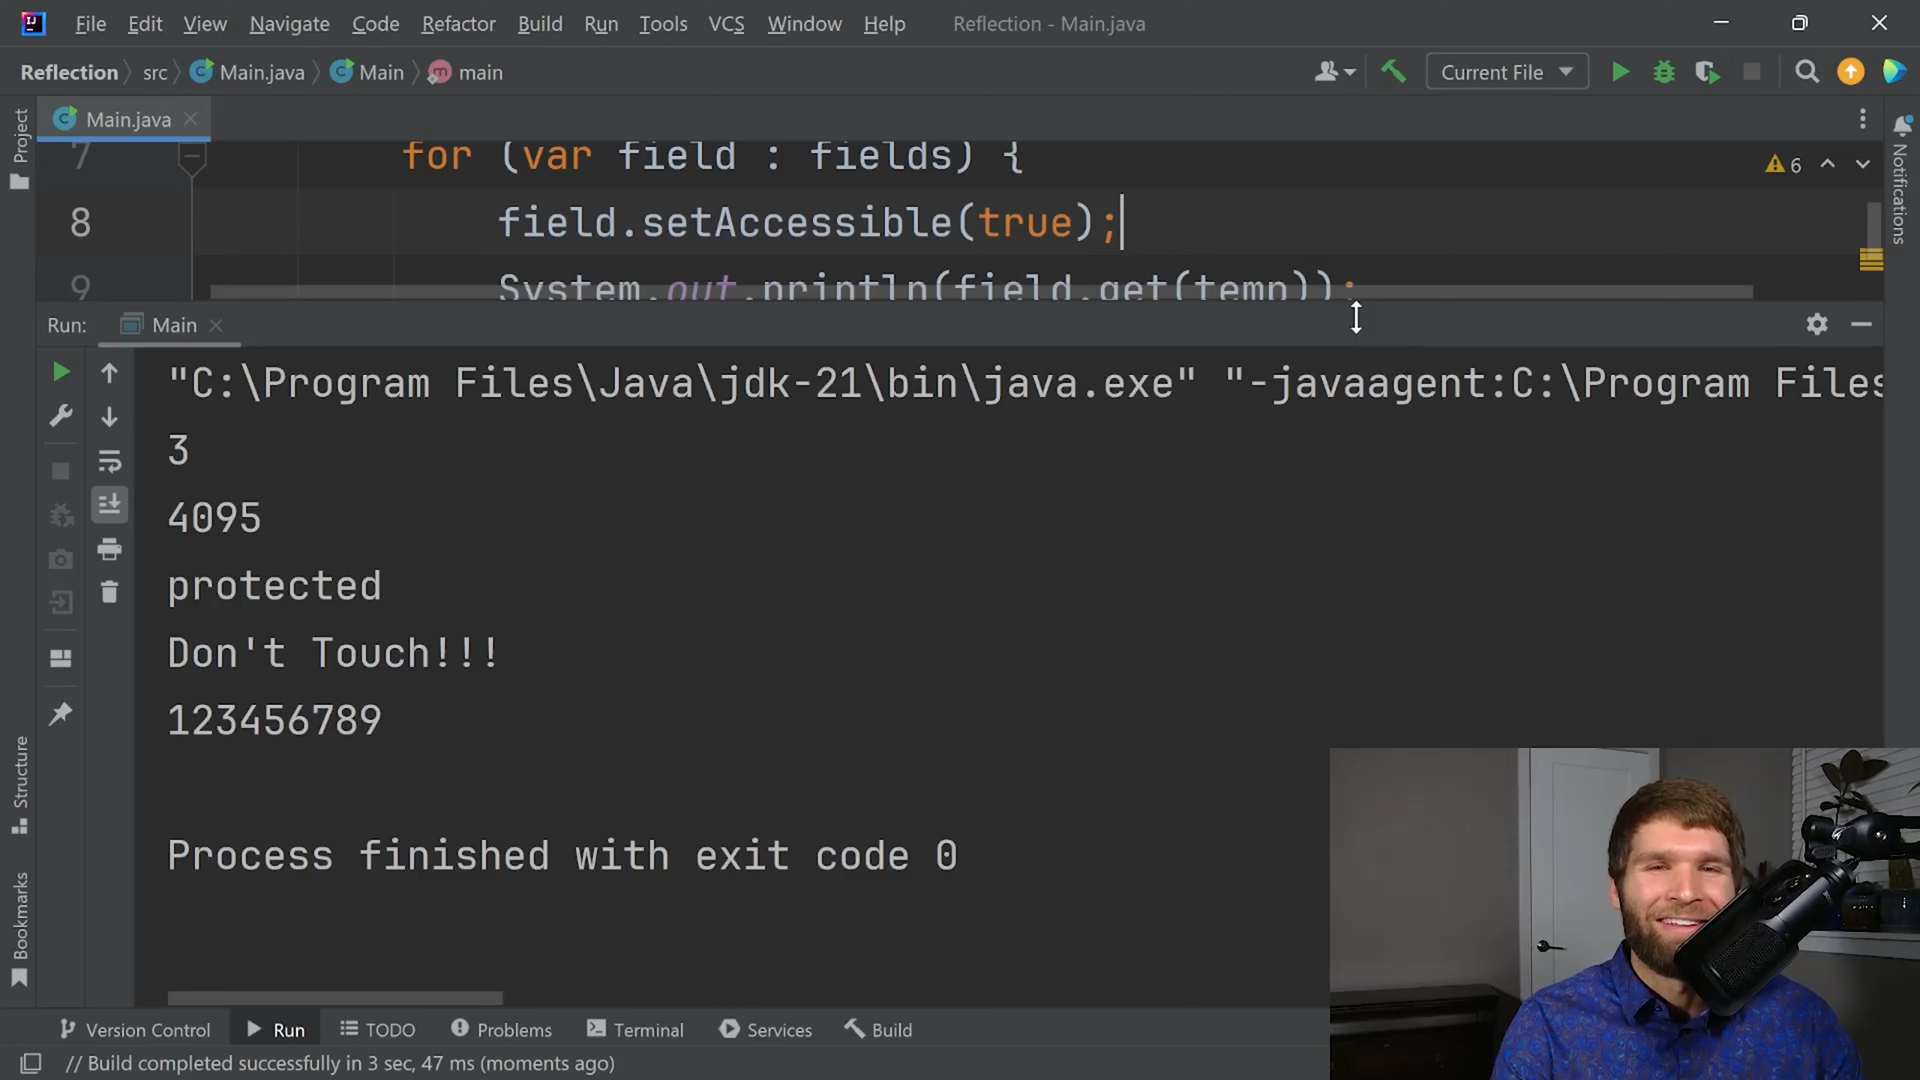 File Edit View Navigate Code Refactor Build Run Tools VCS Window Help Reflection - Main.java
Reflection src Main.java Main main Current File
Project
Main.java
7 for (var field : fields) {
6
8 field.setAccessible(true);
9 System.out.println(field.get(temp));
Notifications
Run: Main
"C:\Program Files\Java\jdk-21\bin\java.exe" "-javaagent:C:\Program Files
3
4095
protected
Don't Touch!!!
123456789
Process finished with exit code 0
Structure
Bookmarks
Version Control Run TODO Problems Terminal Services Build
// Build completed successfully in 3 sec, 47 ms (moments ago)